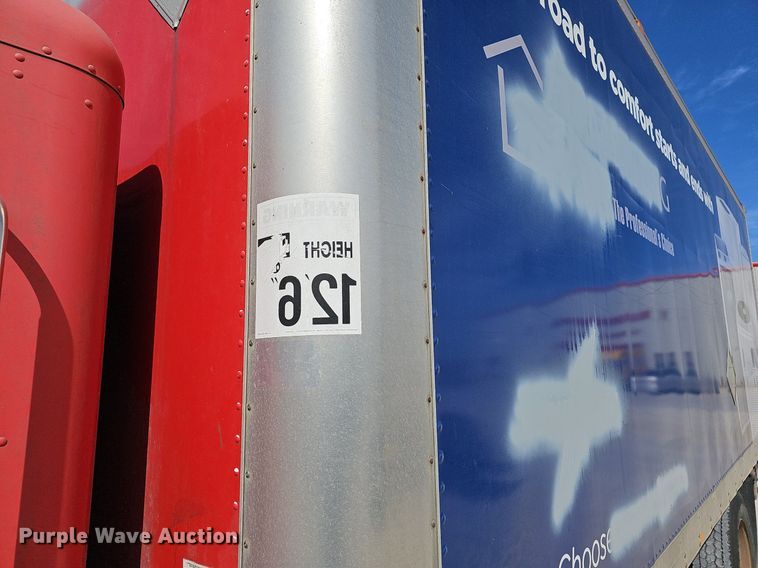 road to comfort starts and ends with
G
The Professional's Choice
WARNING
HEIGHT
12'6"
Choose
Purple Wave Auction